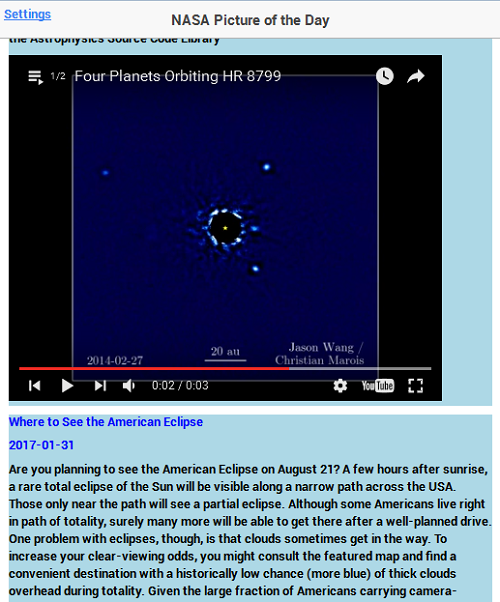 Settings
NASA Picture of the Day
the Astrophysics Source Code Library
1/2 Four Planets Orbiting HR 8799
20 au
Jason Wang /
2014-02-27
Christian Marois
0:02 / 0:03
YouTube
Where to See the American Eclipse
2017-01-31
Are you planning to see the American Eclipse on August 21? A few hours after sunrise,
a rare total eclipse of the Sun will be visible along a narrow path across the USA.
Those only near the path will see a partial eclipse. Although some Americans live right
in path of totality, surely many more will be able to get there after a well-planned drive.
One problem with eclipses, though, is that clouds sometimes get in the way. To
increase your clear-viewing odds, you might consult the featured map and find a
convenient destination with a historically low chance (more blue) of thick clouds
overhead during totality. Given the large fraction of Americans carrying camera-